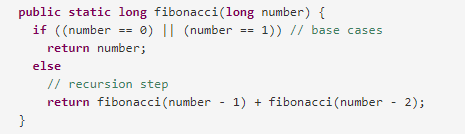 public static long fibonacci(long number) {
if ((number == 0) || (number == 1)) // base cases
return number;
else
// recursion step
return fibonacci(number - 1) + fibonacci(number - 2);
}